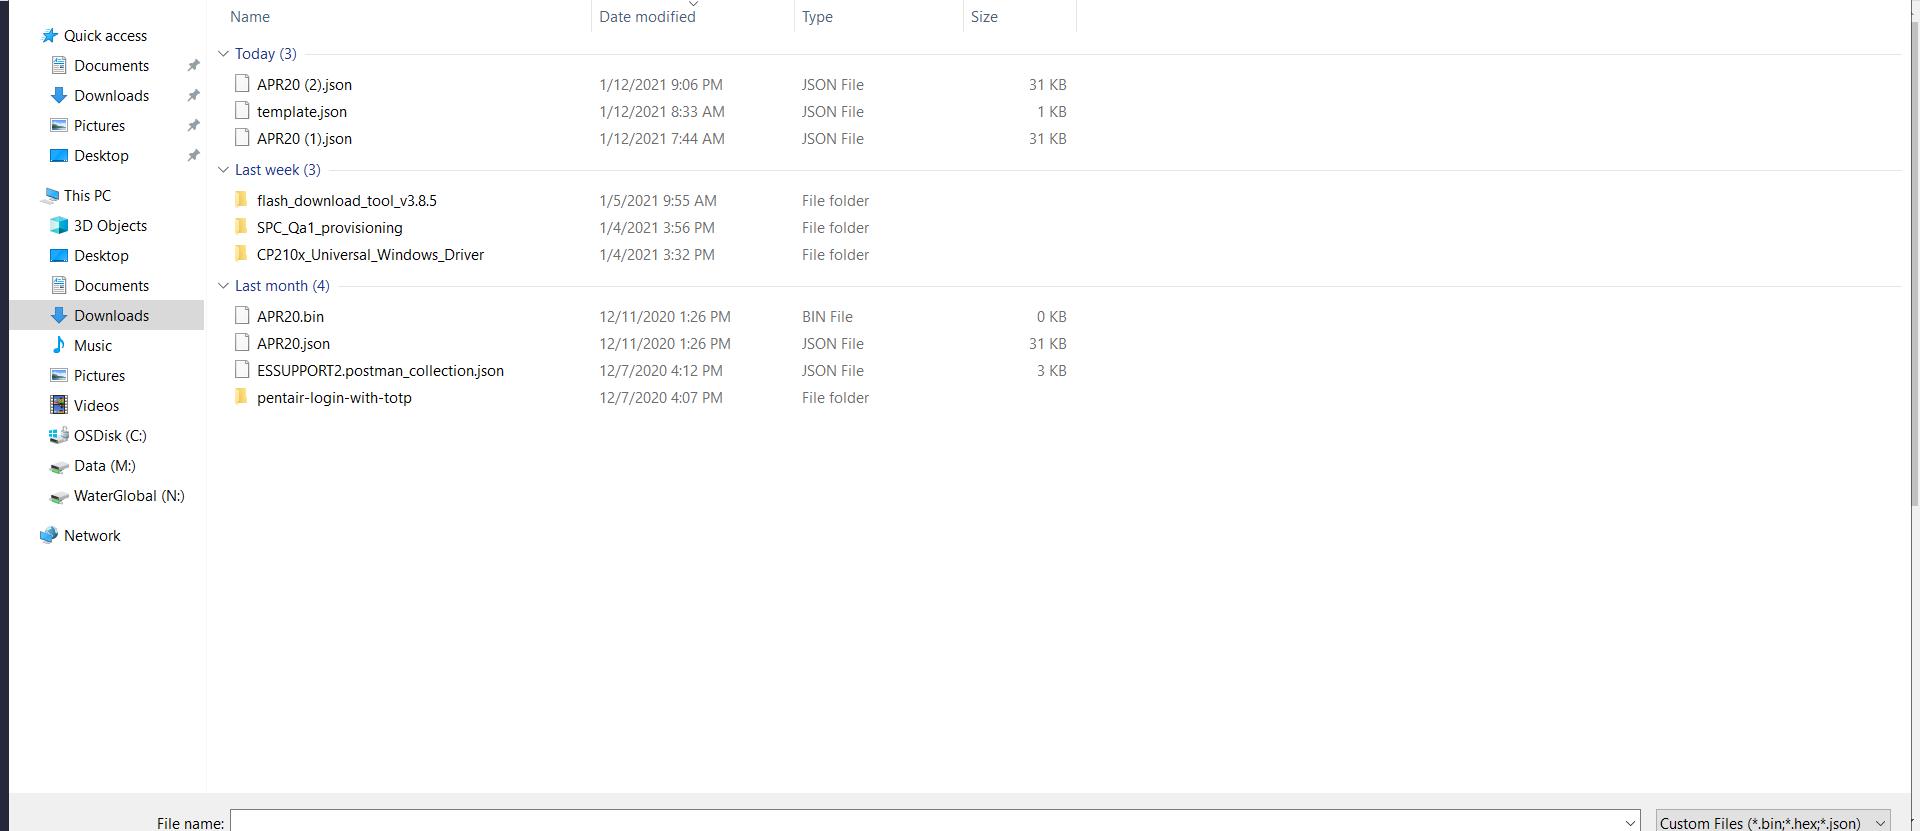 Name Date modified Type Size
Quick access
Documents
Downloads
Pictures
Desktop
This PC
3D Objects
Desktop
Documents
Downloads
Music
Pictures
Videos
OSDisk (C:)
Data (M:)
WaterGlobal (N:)
Network
Today (3)
APR20 (2).json 1/12/2021 9:06 PM JSON File 31 KB
template.json 1/12/2021 8:33 AM JSON File 1 KB
APR20 (1).json 1/12/2021 7:44 AM JSON File 31 KB
Last week (3)
flash_download_tool_v3.8.5 1/5/2021 9:55 AM File folder
SPC_Qa1_provisioning 1/4/2021 3:56 PM File folder
CP210x_Universal_Windows_Driver 1/4/2021 3:32 PM File folder
Last month (4)
APR20.bin 12/11/2020 1:26 PM BIN File 0 KB
APR20.json 12/11/2020 1:26 PM JSON File 31 KB
ESSUPPORT2.postman_collection.json 12/7/2020 4:12 PM JSON File 3 KB
pentair-login-with-totp 12/7/2020 4:07 PM File folder
File name: Custom Files (*.bin;*.hex;*.json)